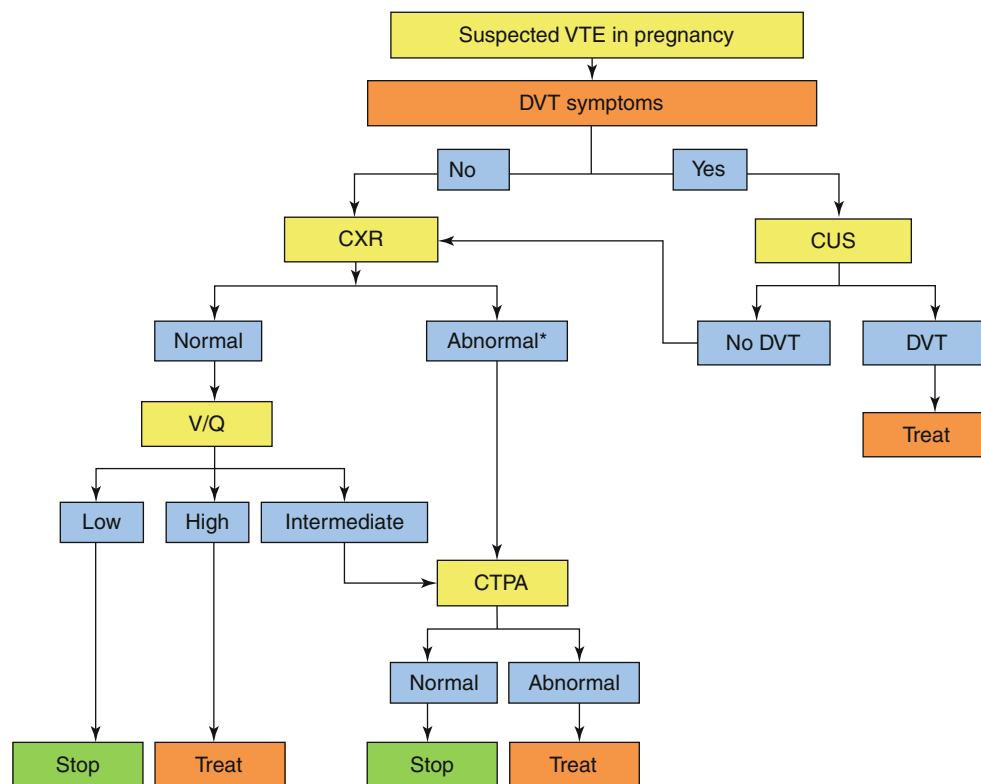 Suspected VTE in pregnancy
DVT symptoms
No
Yes
CXR
CUS
Normal
Abnormal*
No DVT
DVT
V/Q
Treat
Low
High
Intermediate
CTPA
Normal
Abnormal
Stop
Treat
Stop
Treat